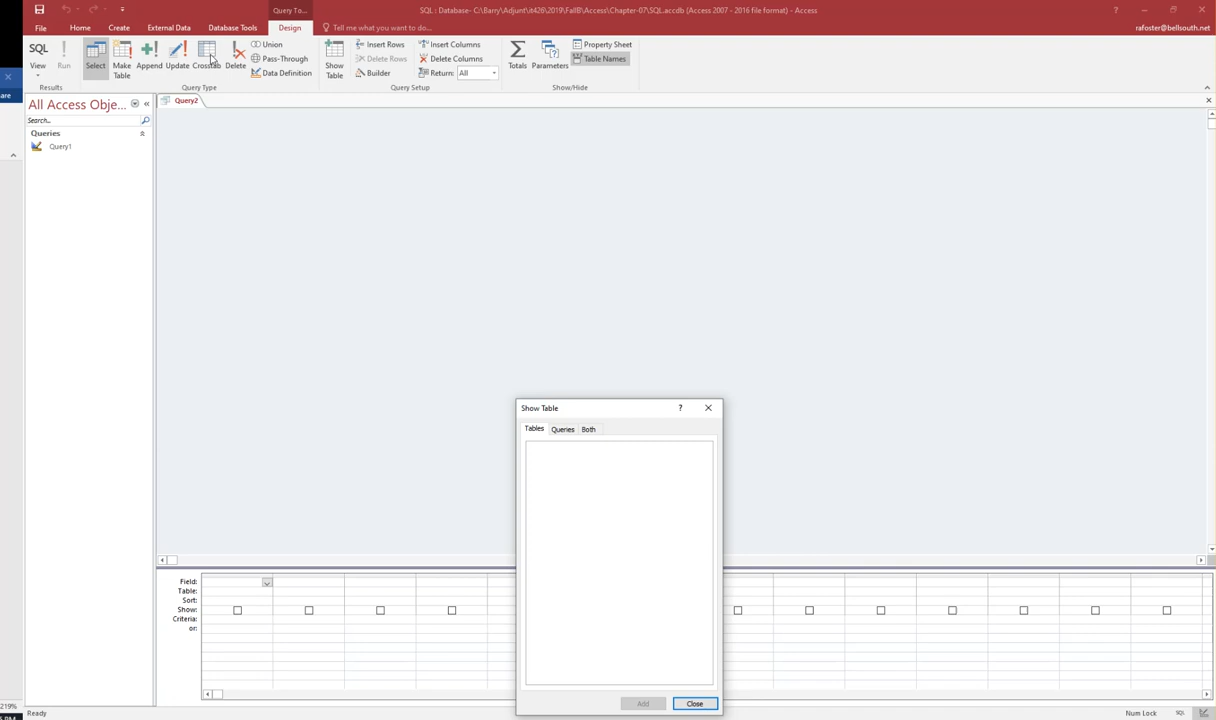 Query To...
SQL : Database- C:\Barry\Adjunt\it426\2019\FallB\Access\Chapter-07\SQL.accdb (Access 2007 - 2016 file format) - Access
?
File Home Create External Data Database Tools Design Tell me what you want to do... rafoster@bellsouth.net
SQL
View
Run
Results
Select
Make
Table
Append
Update
Crosstab
Delete
Union
Pass-Through
Data Definition
Query Type
Show
Table
Insert Rows
Delete Rows
Builder
Insert Columns
Delete Columns
Return: All
Query Setup
Totals
Parameters
Property Sheet
Table Names
Show/Hide
are
All Access Obje...
Search...
Queries
Query1
Query2
Show Table
?
Tables Queries Both
Add Close
Field:
Table:
Sort:
Show:
Criteria:
or:
219%
Ready
Num Lock